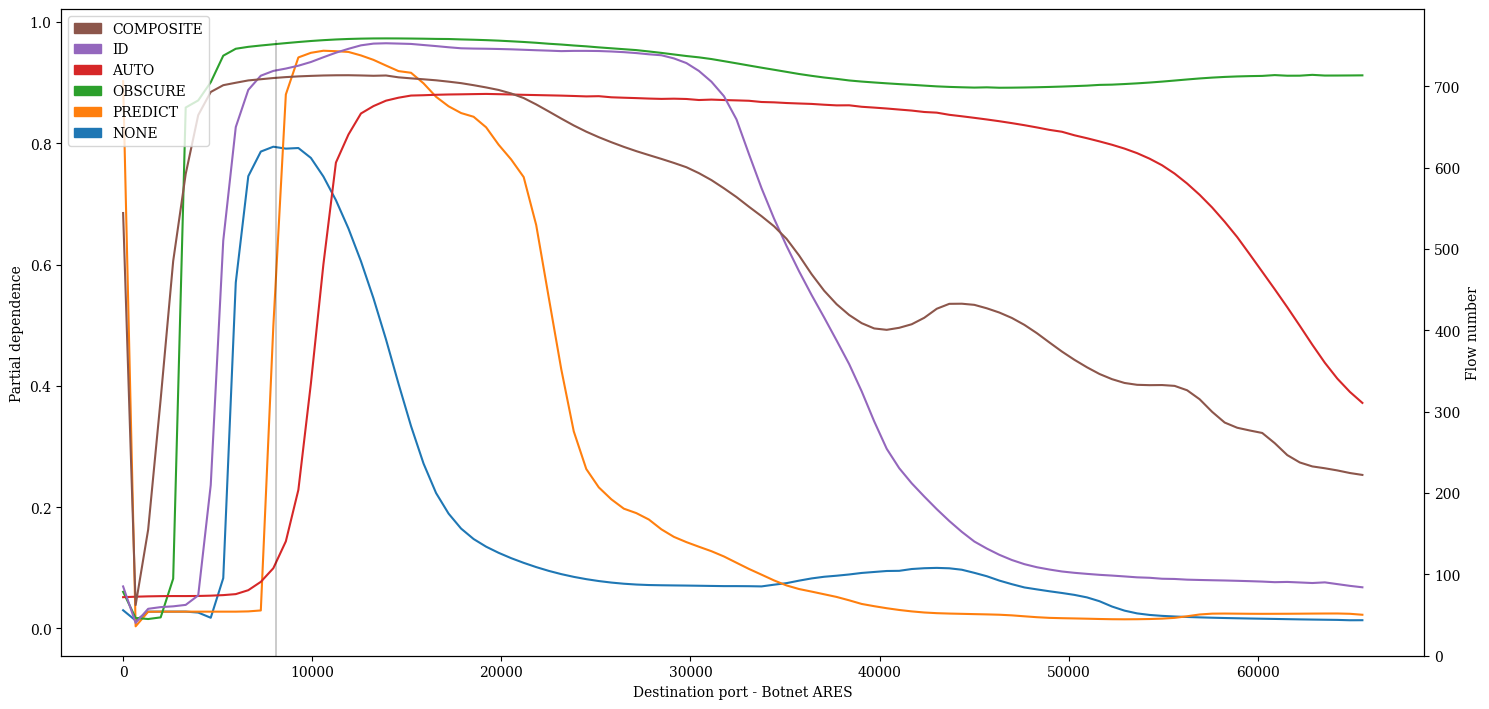 COMPOSITE
ID
AUTO
OBSCURE
PREDICT
NONE
1.0
0.8
0.6
0.4
0.2
0.0
Partial dependence
0
10000
20000
30000
40000
50000
60000
Destination port - Botnet ARES
700
600
500
400
300
200
100
0
Flow number